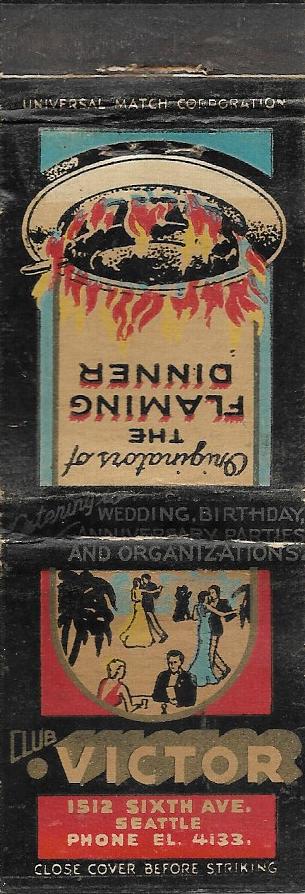 UNIVERSAL MATCH CORPORATION
Originators of
THE
FLAMING
DINNER
Catering to
WEDDING, BIRTHDAY
ANNIVERSARY PARTIES
AND ORGANIZATIONS.
CLUB
VICTOR
1512 SIXTH AVE.
SEATTLE
PHONE EL. 4133.
CLOSE COVER BEFORE STRIKING